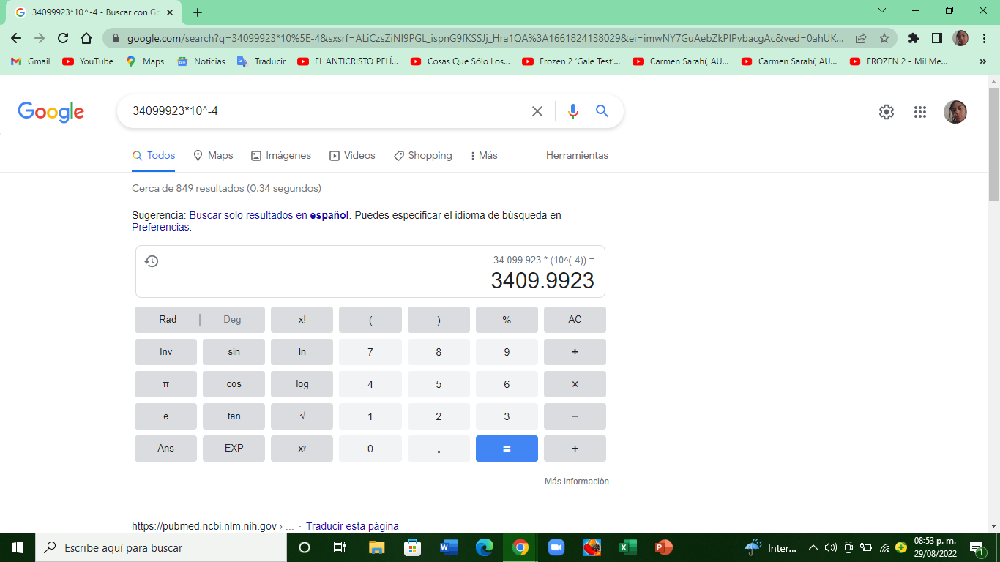 34099923*10^-4 - Buscar con Go
google.com/search?q=34099923*10%5E-4&sxsrf=ALiCzsZiNI9PGL_ispnG9fKSSJj_Hra1QA%3A1661824138029&ei=imwNY7GuAebZkPIPvbacgAc&ved=0ahUK...
Gmail YouTube Maps Noticias Traducir EL ANTICRISTO PELÍ... Cosas Que Sólo Los... Frozen 2 ‘Gale Test’... Carmen Sarahí, AU... Carmen Sarahí, AU... FROZEN 2 - Mil Me... »
Google
34099923*10^-4
Todos Maps Imágenes Videos Shopping Más Herramientas
Cerca de 849 resultados (0.34 segundos)
Sugerencia: Buscar solo resultados en español. Puedes especificar el idioma de búsqueda en
Preferencias.
34 099 923 * (10^(-4)) =
3409.9923
Rad | Deg x! ( ) % AC
Inv sin ln 7 8 9 ÷
π cos log 4 5 6 ×
e tan √ 1 2 3 −
Ans EXP xʸ 0 . = +
Más información
https://pubmed.ncbi.nlm.nih.gov › ... · Traducir esta página
Escribe aquí para buscar
Inter...
08:53 p. m.
29/08/2022
1